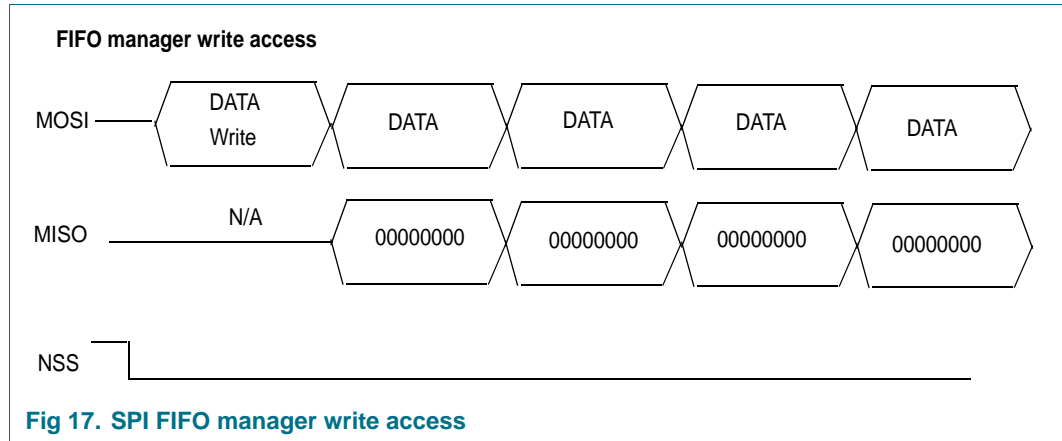 FIFO manager write access
MOSI
DATA
Write
DATA
DATA
DATA
DATA
MISO
N/A
00000000
00000000
00000000
00000000
NSS
Fig 17. SPI FIFO manager write access